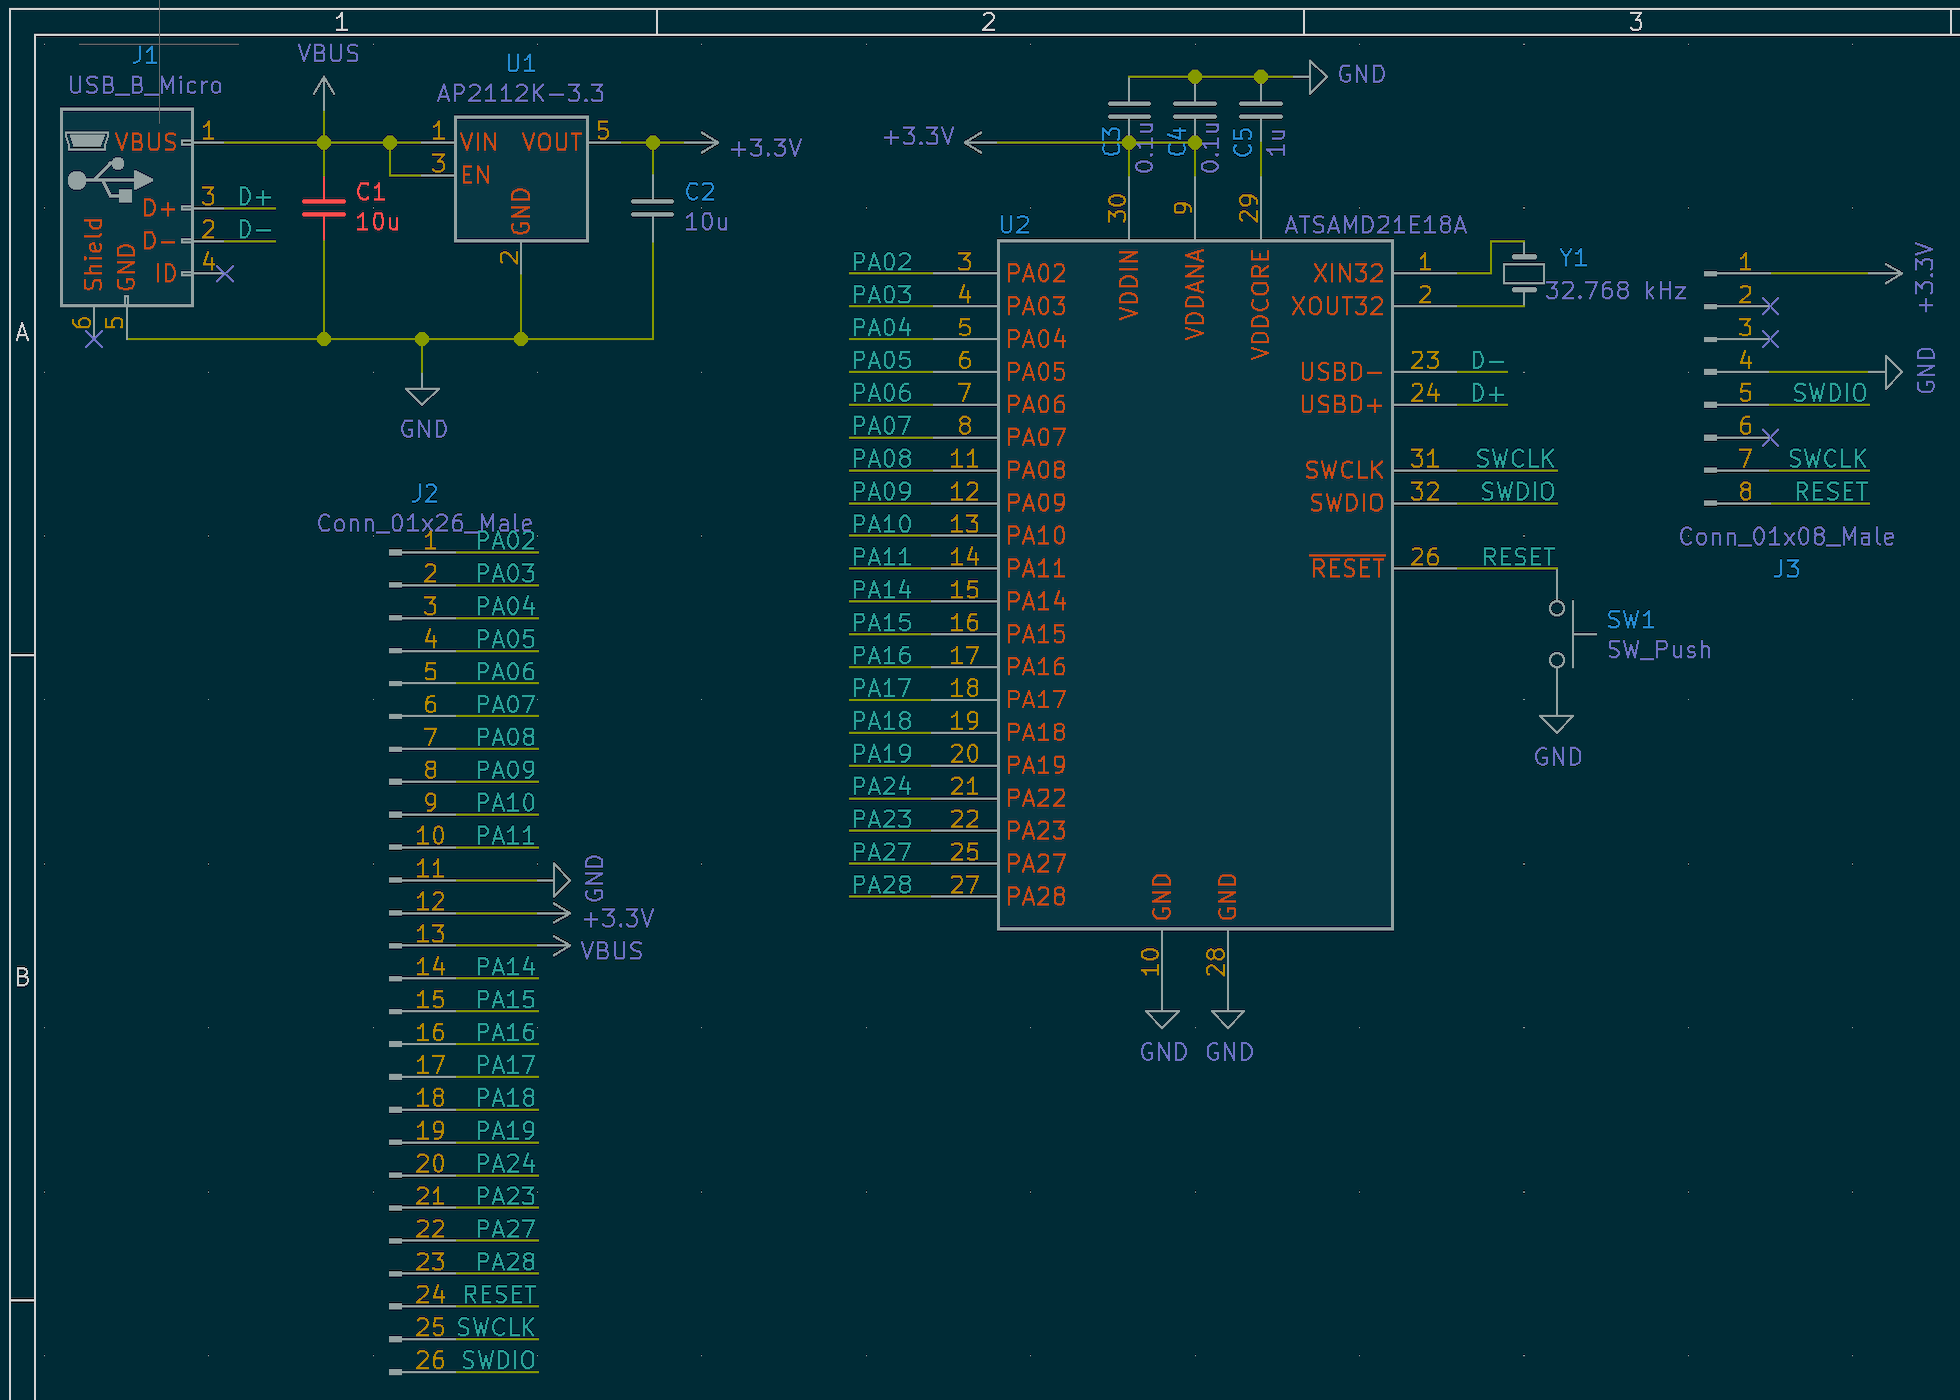 1
2
3
A
B
J1
USB_B_Micro
VBUS
1
D+
3
D+
D-
2
D-
ID
4
Shield
GND
6
5
VBUS
C1
10u
U1
AP2112K-3.3
1
VIN
VOUT
5
3
EN
GND
2
+3.3V
C2
10u
GND
J2
Conn_01x26_Male
1 PA02
2 PA03
3 PA04
4 PA05
5 PA06
6 PA07
7 PA08
8 PA09
9 PA10
10 PA11
11 GND
12 +3.3V
13 VBUS
14 PA14
15 PA15
16 PA16
17 PA17
18 PA18
19 PA19
20 PA24
21 PA23
22 PA27
23 PA28
24 RESET
25 SWCLK
26 SWDIO
GND
+3.3V
C3
0.1u
C4
0.1u
C5
1u
30
9
29
U2
ATSAMD21E18A
VDDIN
VDDANA
VDDCORE
PA02 3 PA02
PA03 4 PA03
PA04 5 PA04
PA05 6 PA05
PA06 7 PA06
PA07 8 PA07
PA08 11 PA08
PA09 12 PA09
PA10 13 PA10
PA11 14 PA11
PA14 15 PA14
PA15 16 PA15
PA16 17 PA16
PA17 18 PA17
PA18 19 PA18
PA19 20 PA19
PA24 21 PA22
PA23 22 PA23
PA27 25 PA27
PA28 27 PA28
GND
GND
10
28
GND
GND
XIN32 1
XOUT32 2
USBD- 23 D-
USBD+ 24 D+
SWCLK 31 SWCLK
SWDIO 32 SWDIO
RESET 26 RESET
Y1
32.768 kHz
SW1
SW_Push
GND
1 +3.3V
2
3
4 GND
5 SWDIO
6
7 SWCLK
8 RESET
Conn_01x08_Male
J3